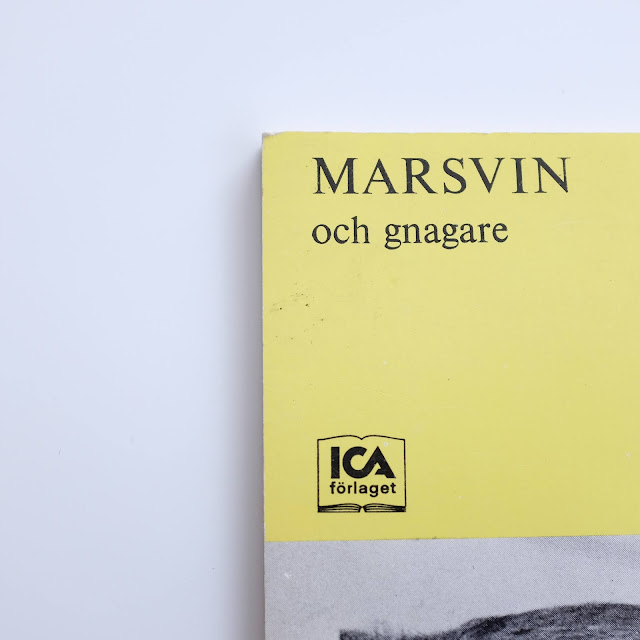 MARSVIN
och gnagare
ICA
förlaget